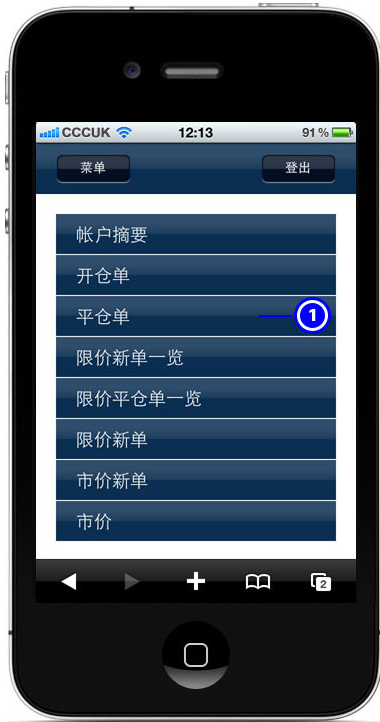 CCCUK 12:13 91 %
菜单 登出
帐户摘要
开仓单
平仓单 1
限价新单一览
限价平仓单一览
限价新单
市价新单
市价
2